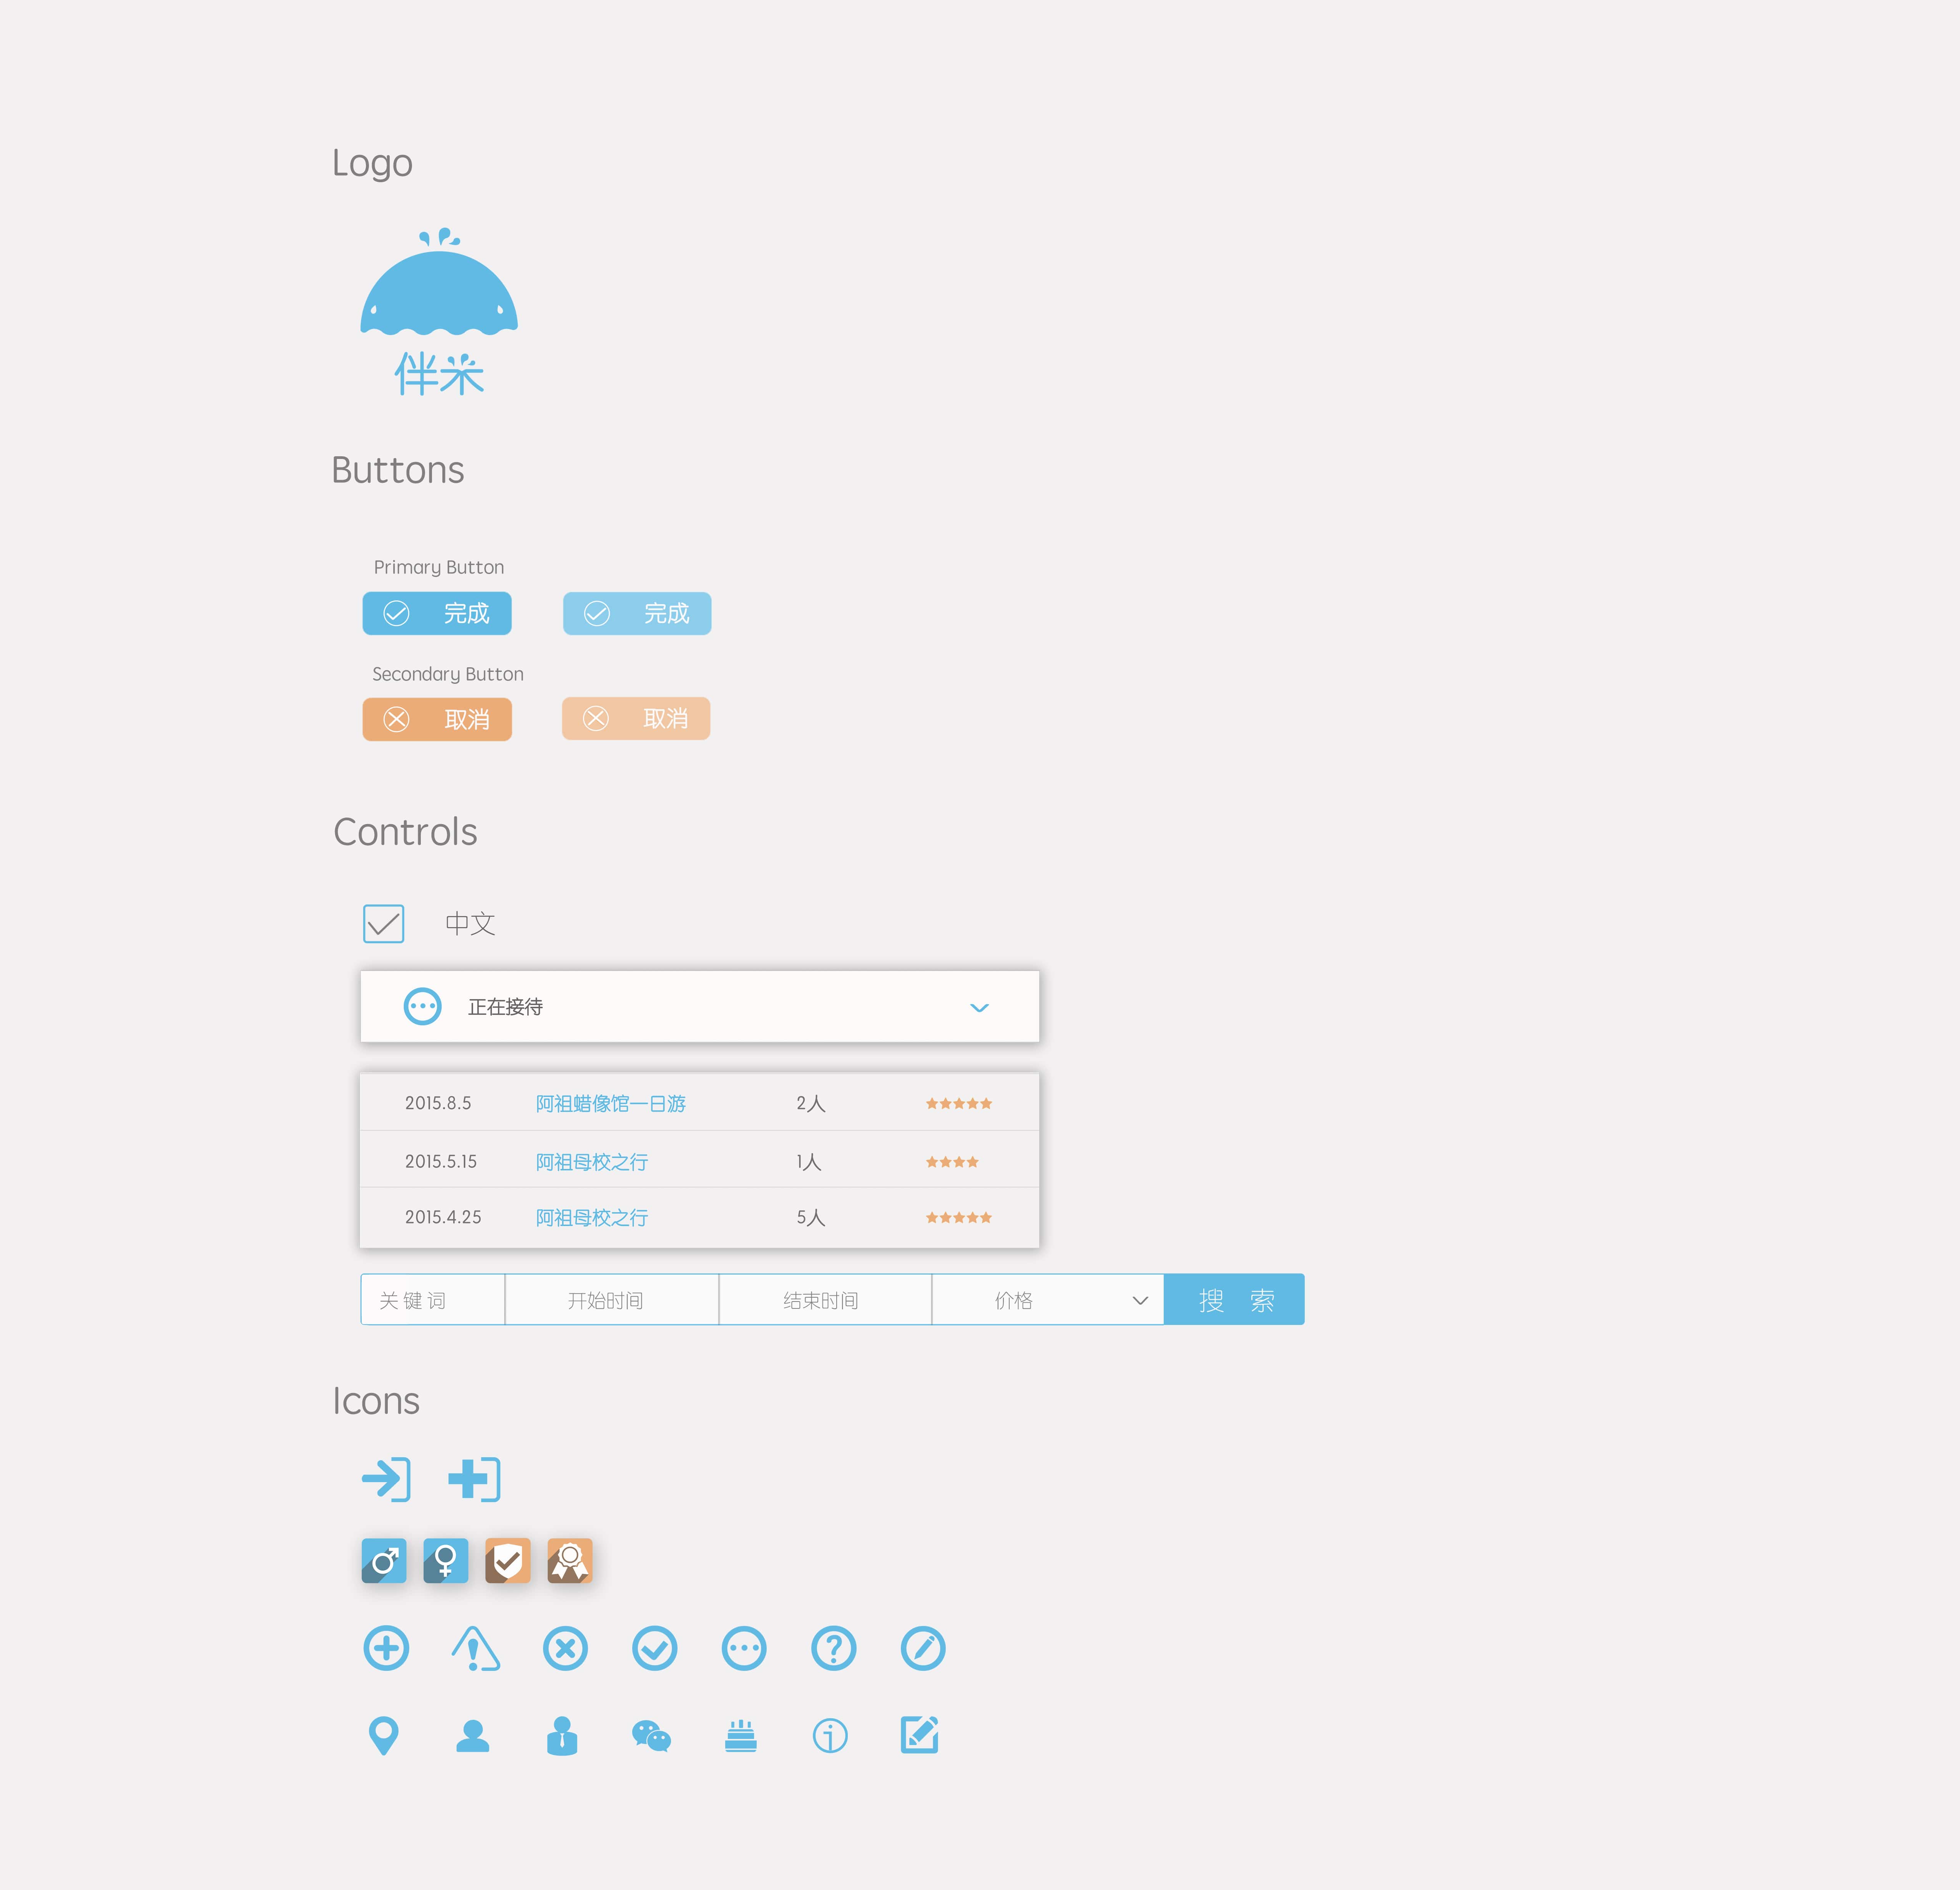 Logo
伴米
Buttons
Primary Button
完成 完成
Secondary Button
取消 取消
Controls
中文
正在接待
2015.8.5 阿祖蜡像馆一日游 2人
2015.5.15 阿祖母校之行 1人
2015.4.25 阿祖母校之行 5人
关键词 开始时间 结束时间 价格 搜 索
Icons